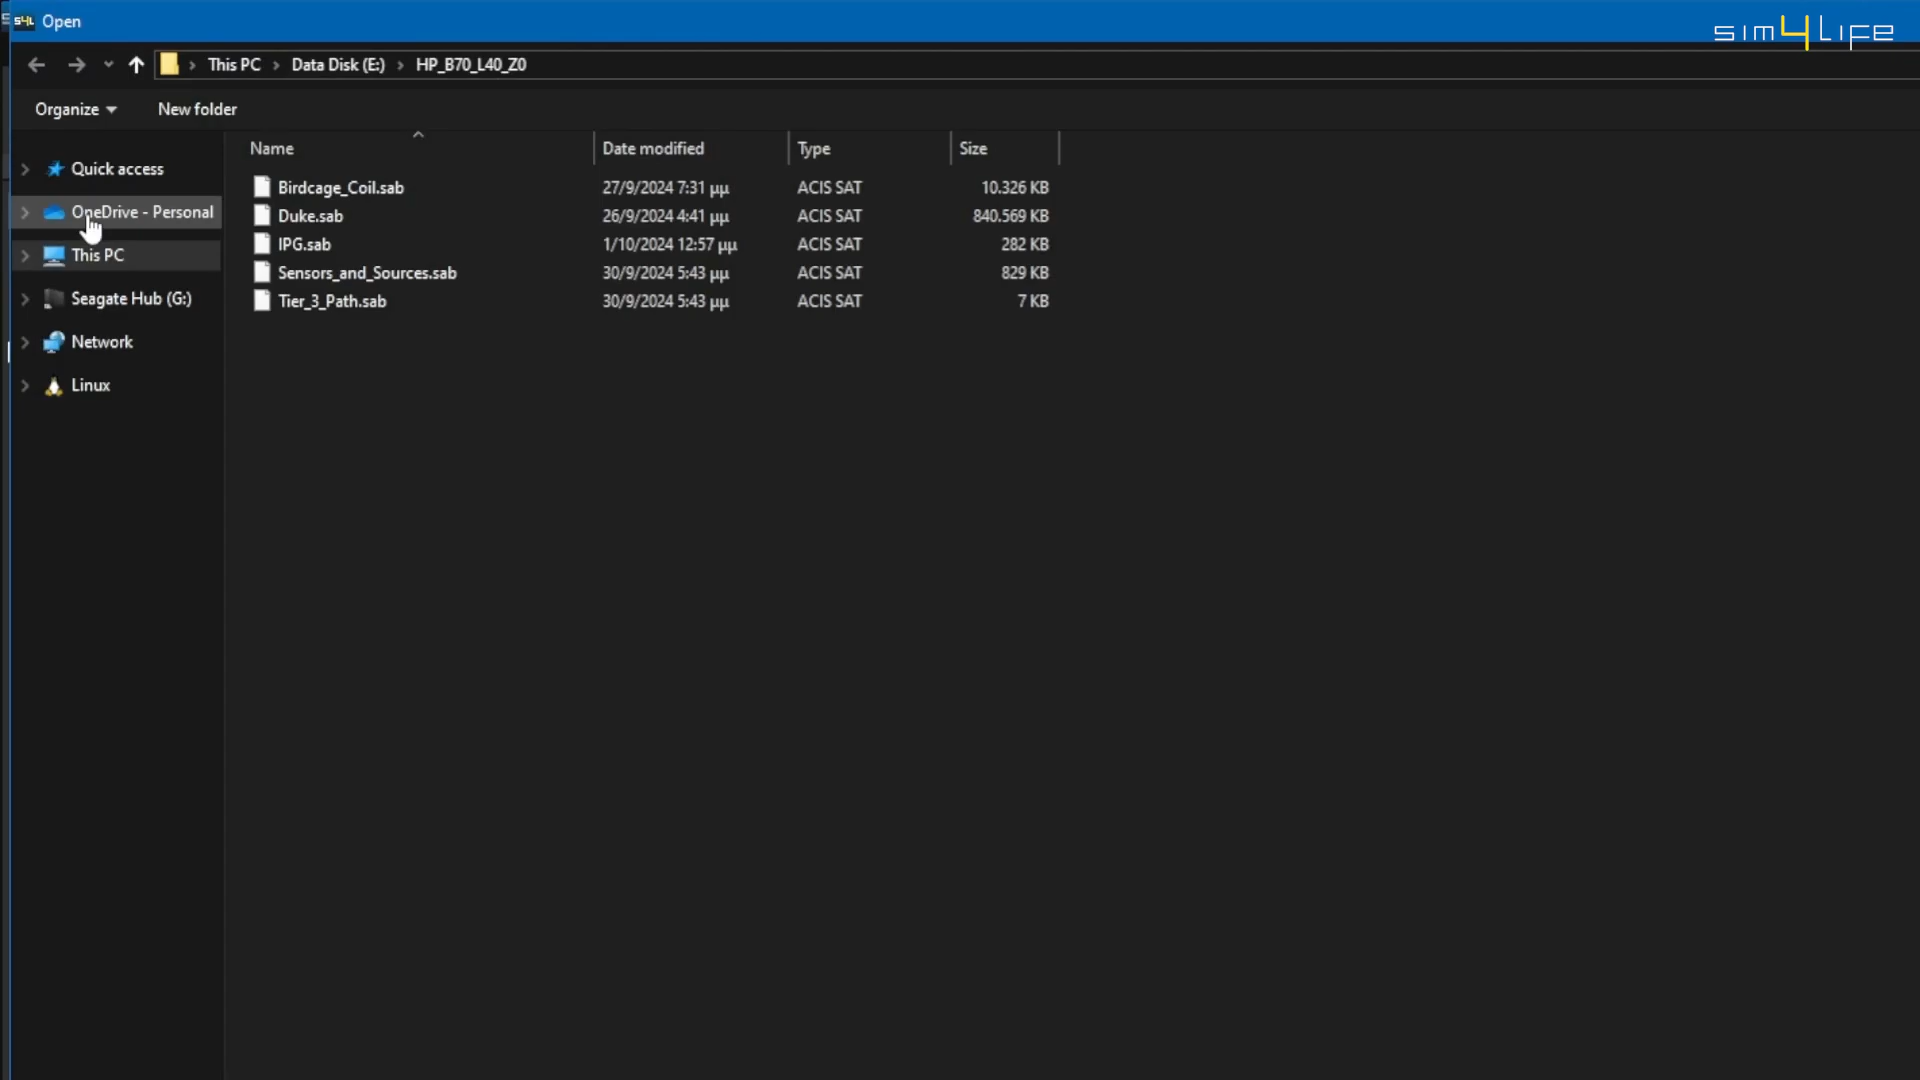 S4L Open
sim4Life
This PC > Data Disk (E:) > HP_B70_L40_Z0
Organize New folder
Name Date modified Type Size
Quick access
OneDrive - Personal
This PC
Seagate Hub (G:)
Network
Linux
Birdcage_Coil.sab 27/9/2024 7:31 μμ ACIS SAT 10.326 KB
Duke.sab 26/9/2024 4:41 μμ ACIS SAT 840.569 KB
IPG.sab 1/10/2024 12:57 μμ ACIS SAT 282 KB
Sensors_and_Sources.sab 30/9/2024 5:43 μμ ACIS SAT 829 KB
Tier_3_Path.sab 30/9/2024 5:43 μμ ACIS SAT 7 KB